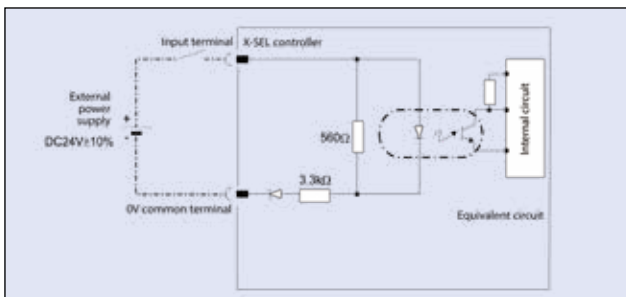 Input terminal
X-SEL controller
External
power
supply
+
-
DC24V±10%
560Ω
Internal circuit
3.3kΩ
0V common terminal
Equivalent circuit